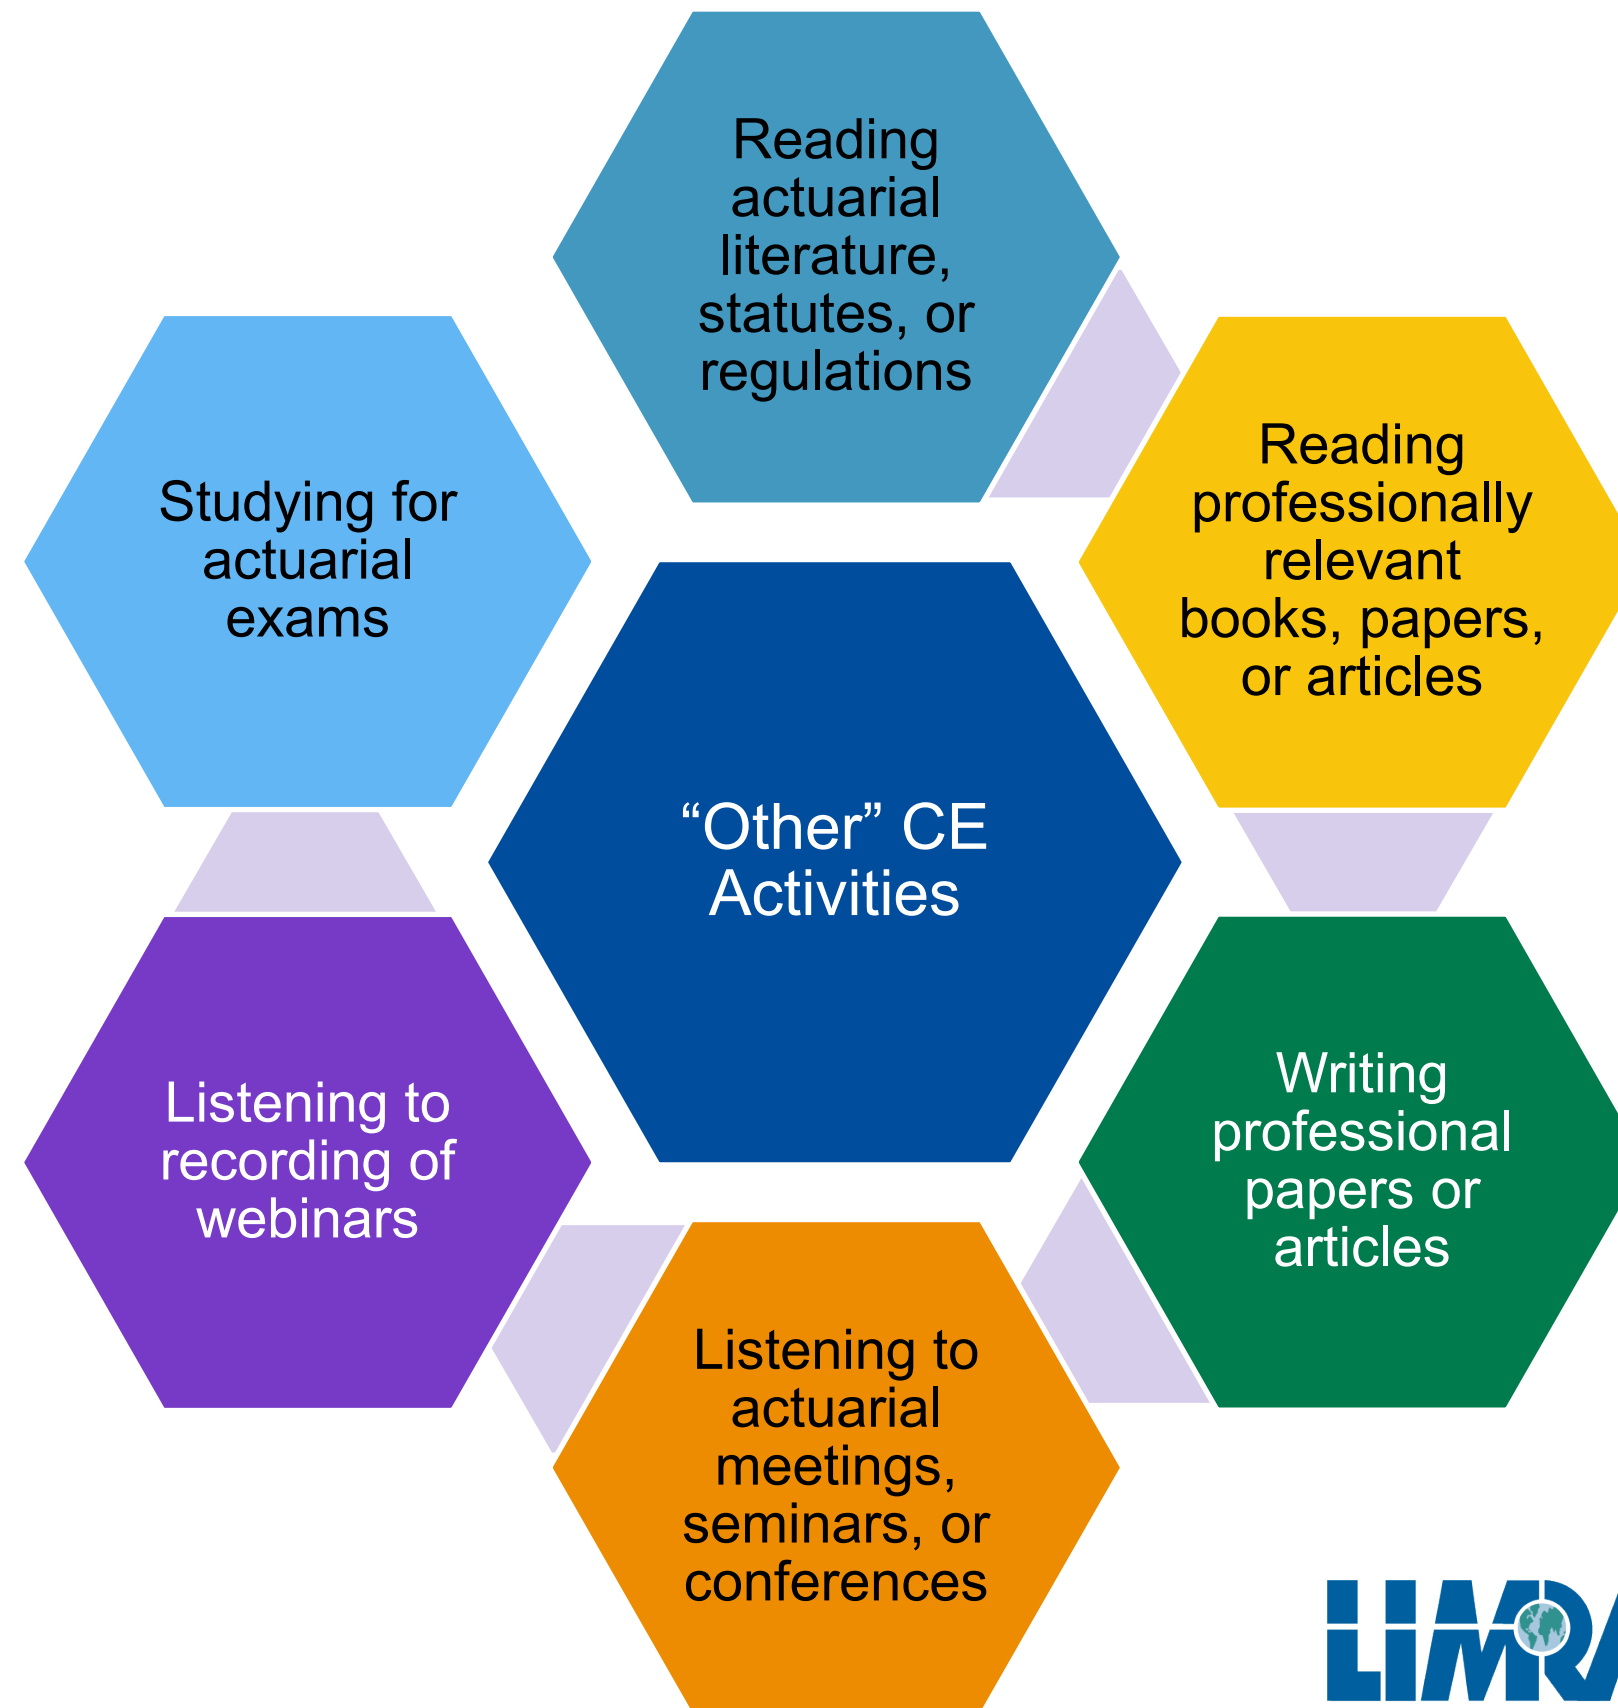 Reading
actuarial
literature,
statutes, or
regulations
Reading
professionally
relevant
books, papers,
or articles
Studying for
actuarial
exams
“Other” CE
Activities
Writing
professional
papers or
articles
Listening to
recording of
webinars
Listening to
actuarial
meetings,
seminars, or
conferences
LIMRA